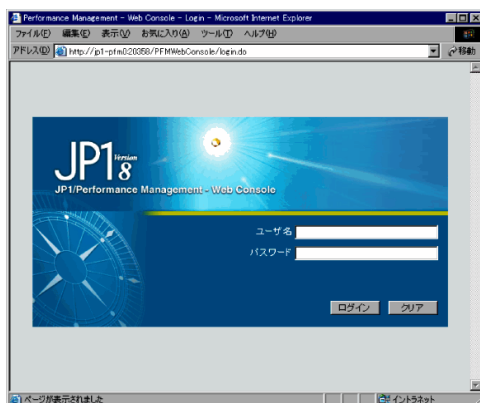 Performance Management - Web Console - Login - Microsoft Internet Explorer
ファイル(F) 編集(E) 表示(V) お気に入り(A) ツール(T) ヘルプ(H)
アドレス(D) http://jp1-pfm:20358/PFMWebConsole/login.do 移動
JP1 Version 8
JP1/Performance Management - Web Console
ユーザ名
パスワード
ログイン クリア
ページが表示されました イントラネット